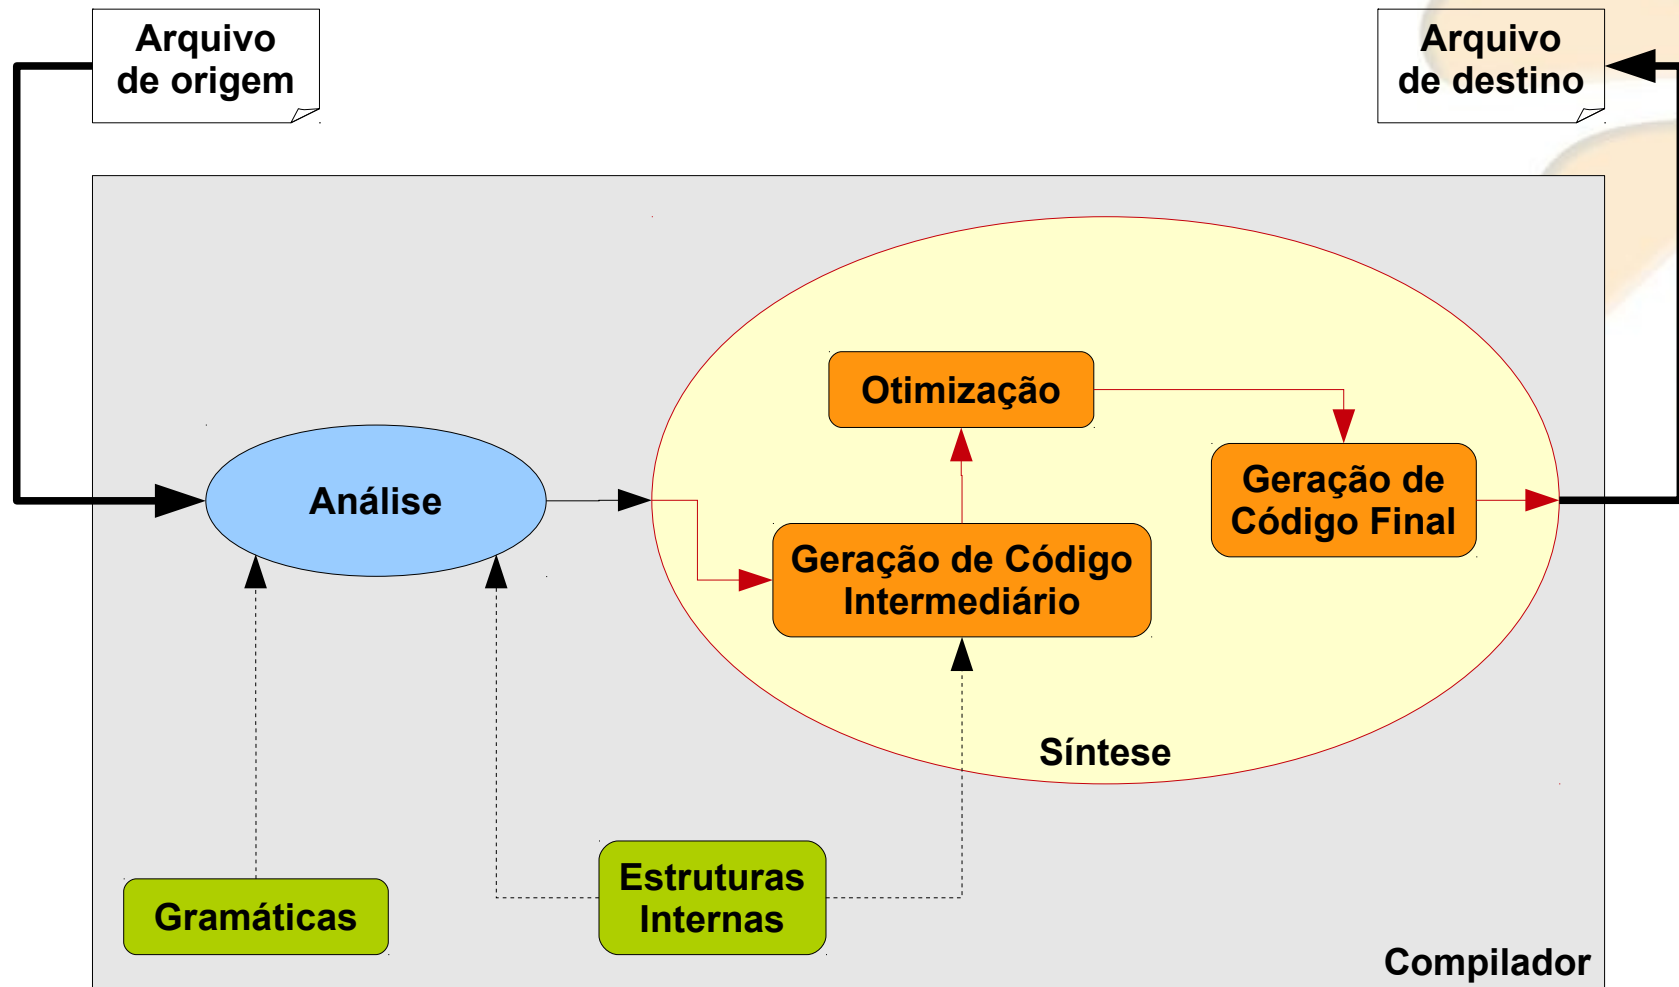 Arquivo
de origem
Arquivo
de destino
Otimização
Análise
Geração de
Código Final
Geração de Código
Intermediário
Síntese
Estruturas
Internas
Gramáticas
Compilador